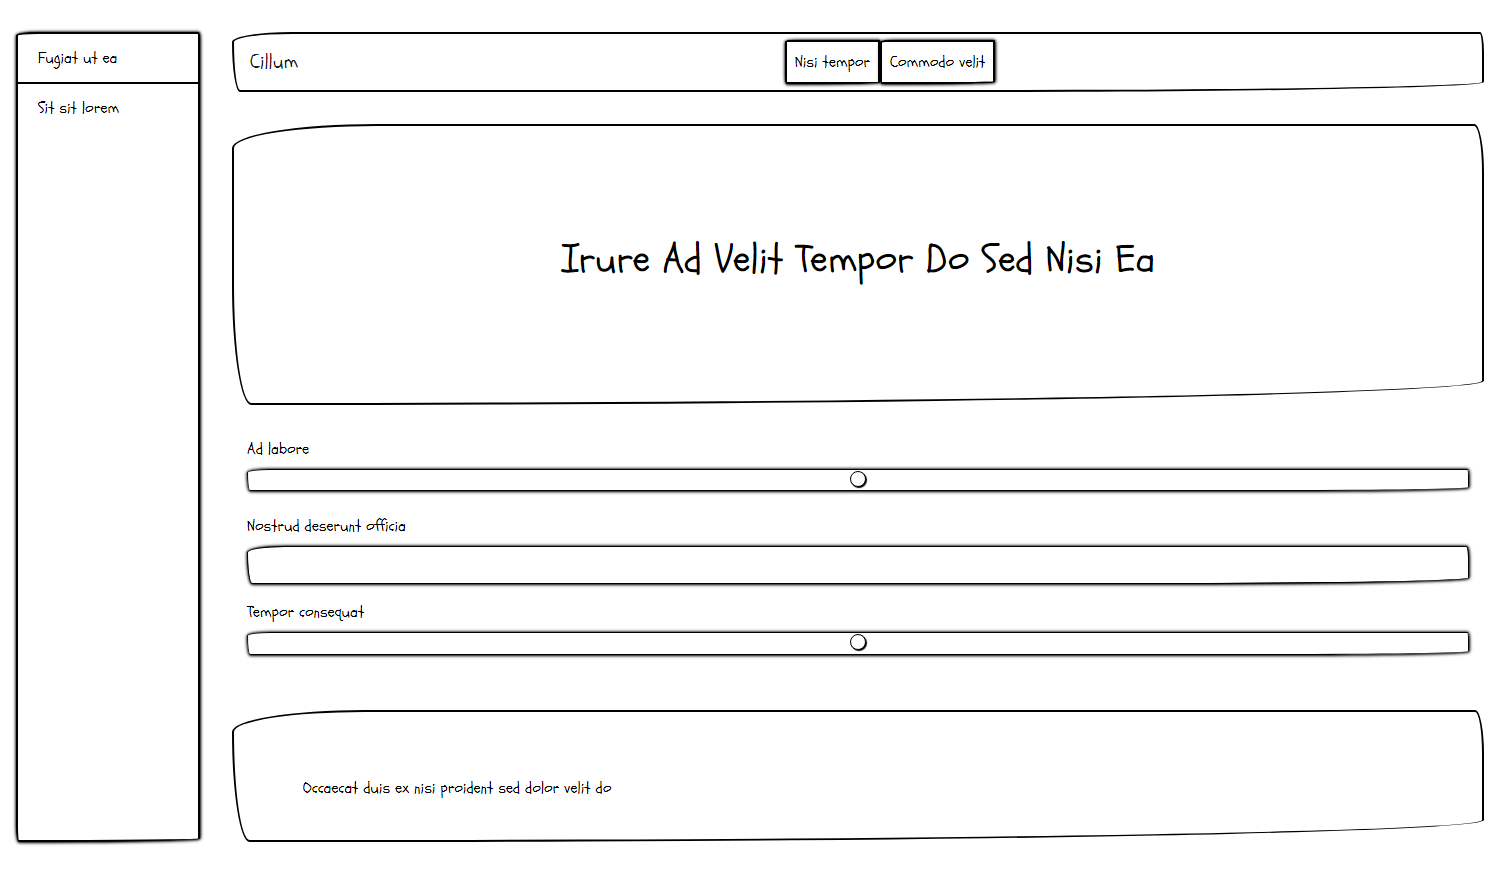 Fugiat ut ea
Sit sit lorem
Cillum
Nisi tempor
Commodo velit
Irure Ad Velit Tempor Do Sed Nisi Ea
Ad labore
Nostrud deserunt officia
Tempor consequat
Occaecat duis ex nisi proident sed dolor velit do